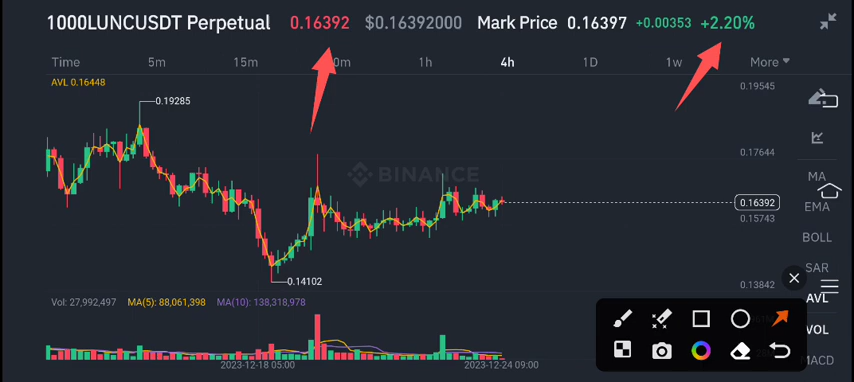 1000LUNCUSDT Perpetual 0.16392 $0.16392000 Mark Price 0.16397 +0.00353 +2.20%
Time 5m 15m 1h 4h 1D 1w More
AVL 0.16448
0.19545
0.19285
0.17644
BINANCE
MA
0.16392
EMA
0.15743
BOLL
SAR
0.14102
0.13842
AVL
Vol: 27,992,497 MA(5): 88,061,398 MA(10): 138,318,978
VOL
MACD
2023-12-18 05:00 2023-12-24 09:00